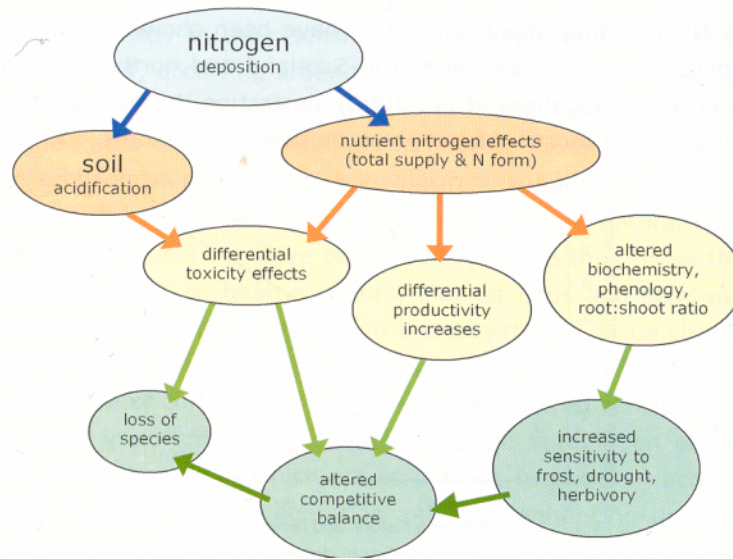 nitrogen
deposition
soil
acidification
nutrient nitrogen effects
(total supply & N form)
differential
toxicity effects
differential
productivity
increases
altered
biochemistry,
phenology,
root:shoot ratio
loss of
species
altered
competitive
balance
increased
sensitivity to
frost, drought,
herbivory